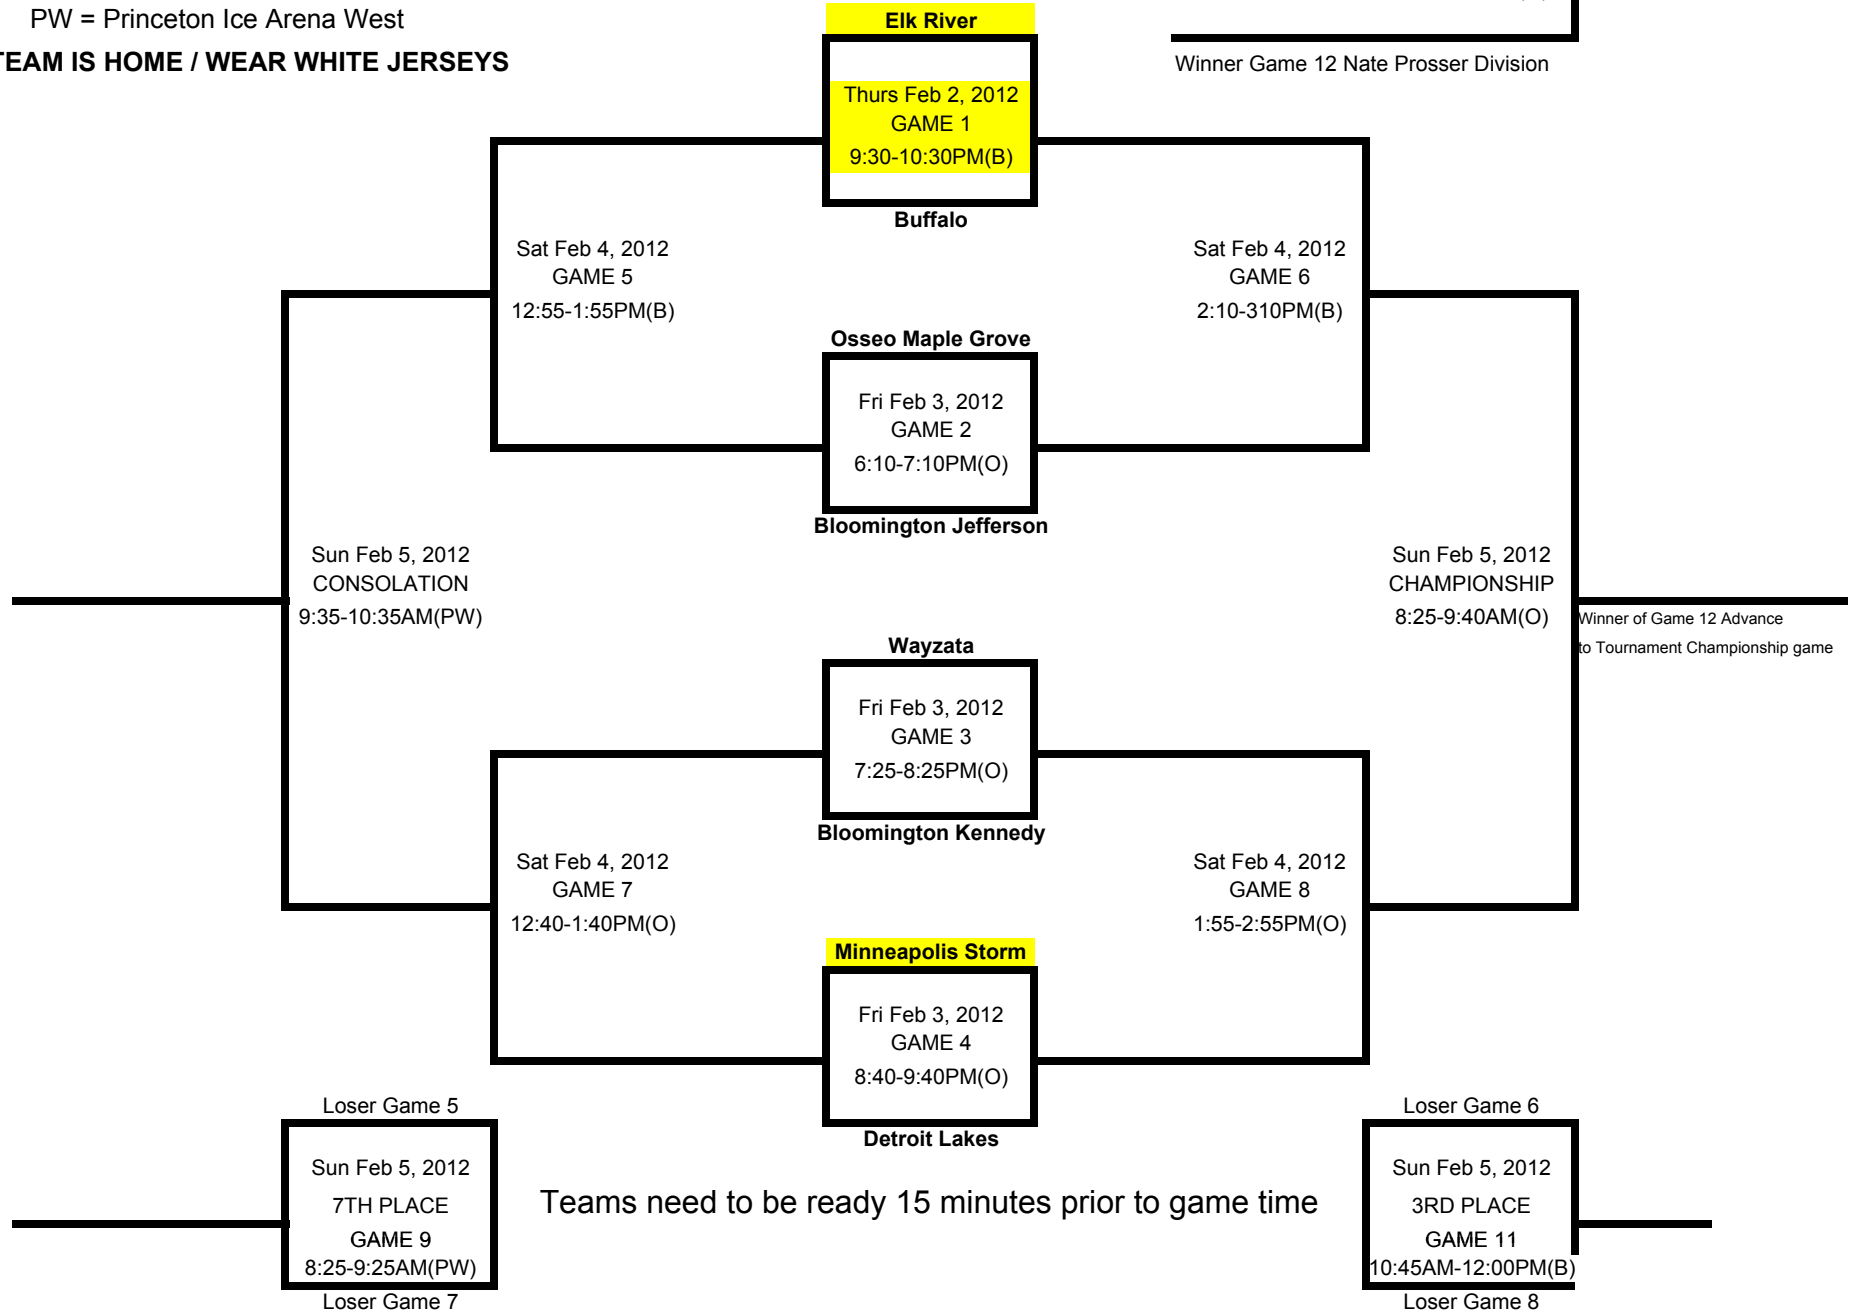 PW = Princeton Ice Arena West
TEAM IS HOME / WEAR WHITE JERSEYS
Elk River
Winner Game 12 Nate Prosser Division
Thurs Feb 2, 2012
GAME 1
9:30-10:30PM(B)
Buffalo
Sat Feb 4, 2012
GAME 5
12:55-1:55PM(B)
Sat Feb 4, 2012
GAME 6
2:10-310PM(B)
Osseo Maple Grove
Fri Feb 3, 2012
GAME 2
6:10-7:10PM(O)
Bloomington Jefferson
Sun Feb 5, 2012
CONSOLATION
9:35-10:35AM(PW)
Sun Feb 5, 2012
CHAMPIONSHIP
8:25-9:40AM(O)
Winner of Game 12 Advance
to Tournament Championship game
Wayzata
Fri Feb 3, 2012
GAME 3
7:25-8:25PM(O)
Bloomington Kennedy
Sat Feb 4, 2012
GAME 7
12:40-1:40PM(O)
Sat Feb 4, 2012
GAME 8
1:55-2:55PM(O)
Minneapolis Storm
Fri Feb 3, 2012
GAME 4
8:40-9:40PM(O)
Detroit Lakes
Loser Game 5
Sun Feb 5, 2012
7TH PLACE
GAME 9
8:25-9:25AM(PW)
Loser Game 7
Teams need to be ready 15 minutes prior to game time
Loser Game 6
Sun Feb 5, 2012
3RD PLACE
GAME 11
10:45AM-12:00PM(B)
Loser Game 8